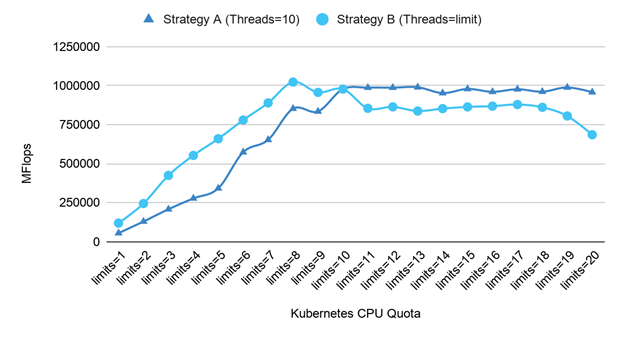 Strategy A (Threads=10)
Strategy B (Threads=limit)
1250000
1000000
750000
500000
250000
0
MFlops
limits=1
limits=2
limits=3
limits=4
limits=5
limits=6
limits=7
limits=8
limits=9
limits=10
limits=11
limits=12
limits=13
limits=14
limits=15
limits=16
limits=17
limits=18
limits=19
limits=20
Kubernetes CPU Quota